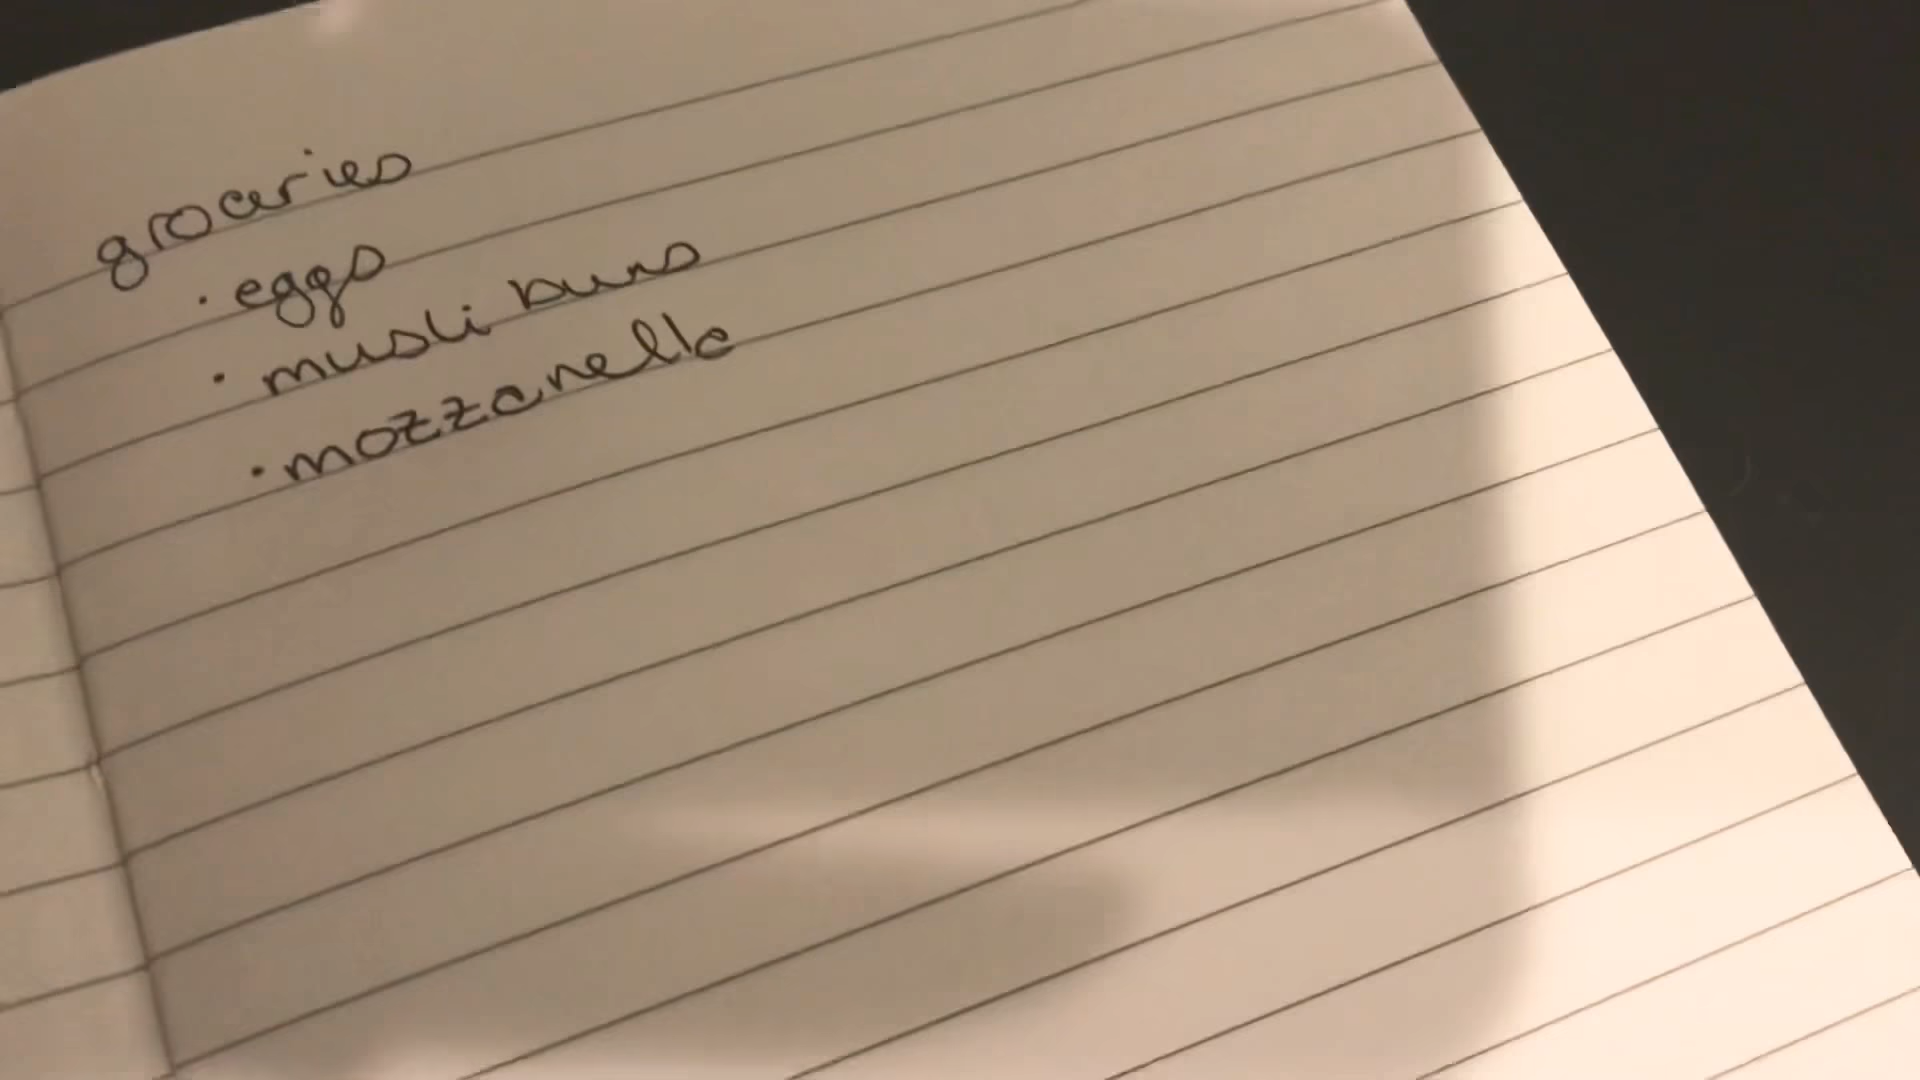 groceries
· eggs
· musli buns
· mozzarella